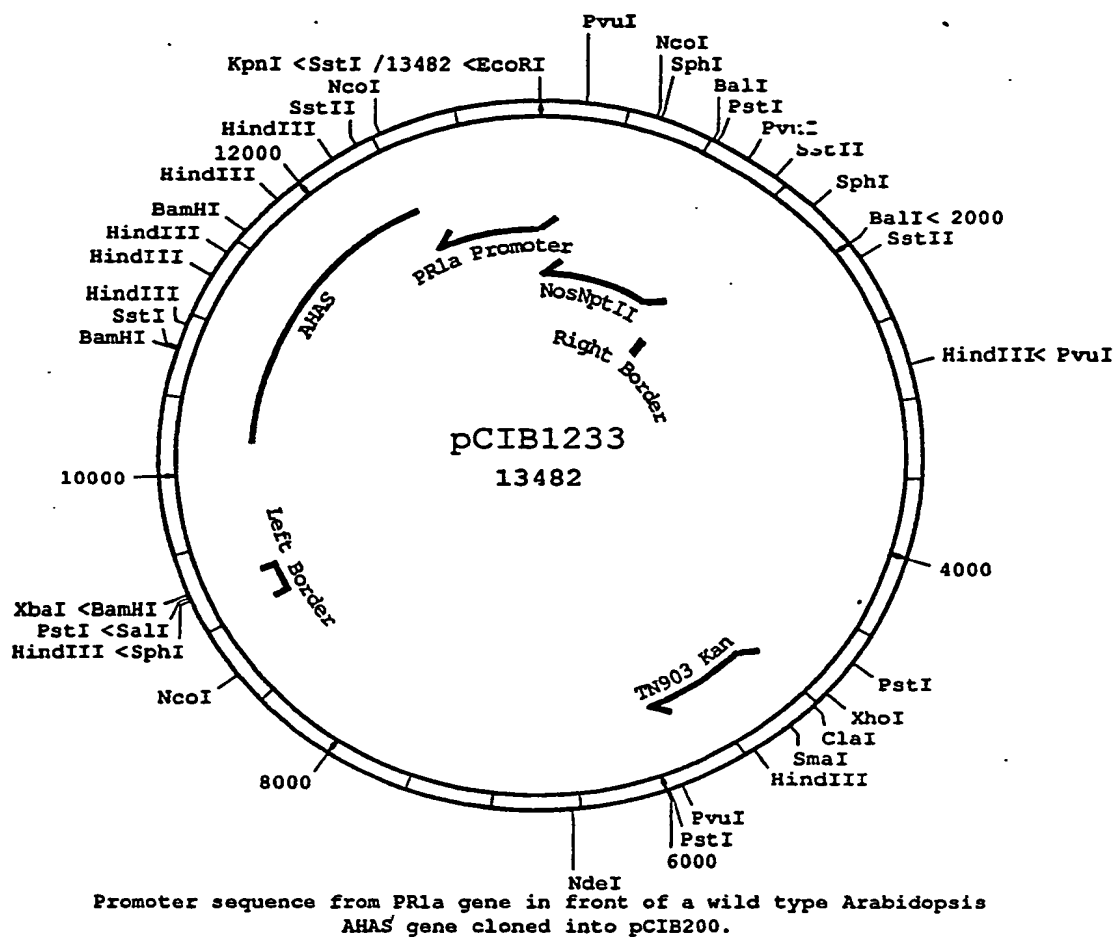 PvuI
KpnI <SstI /13482 <EcoRI
NcoI
SphI
NcoI
BalI
SstII
PstI
HindIII
PvuI
12000
SstII
HindIII
SphI
BamHI
BalI< 2000
HindIII
SstII
HindIII
HindIII
SstI
BamHI
HindIII< PvuI
PR1a Promoter
NosNptII
AHAS
Right Border
pCIB1233
13482
10000
Left Border
4000
XbaI <BamHI
PstI <SalI
HindIII <SphI
NcoI
TN903 Kan
PstI
XhoI
ClaI
SmaI
HindIII
8000
PvuI
PstI
6000
NdeI
Promoter sequence from PR1a gene in front of a wild type Arabidopsis
AHAS gene cloned into pCIB200.